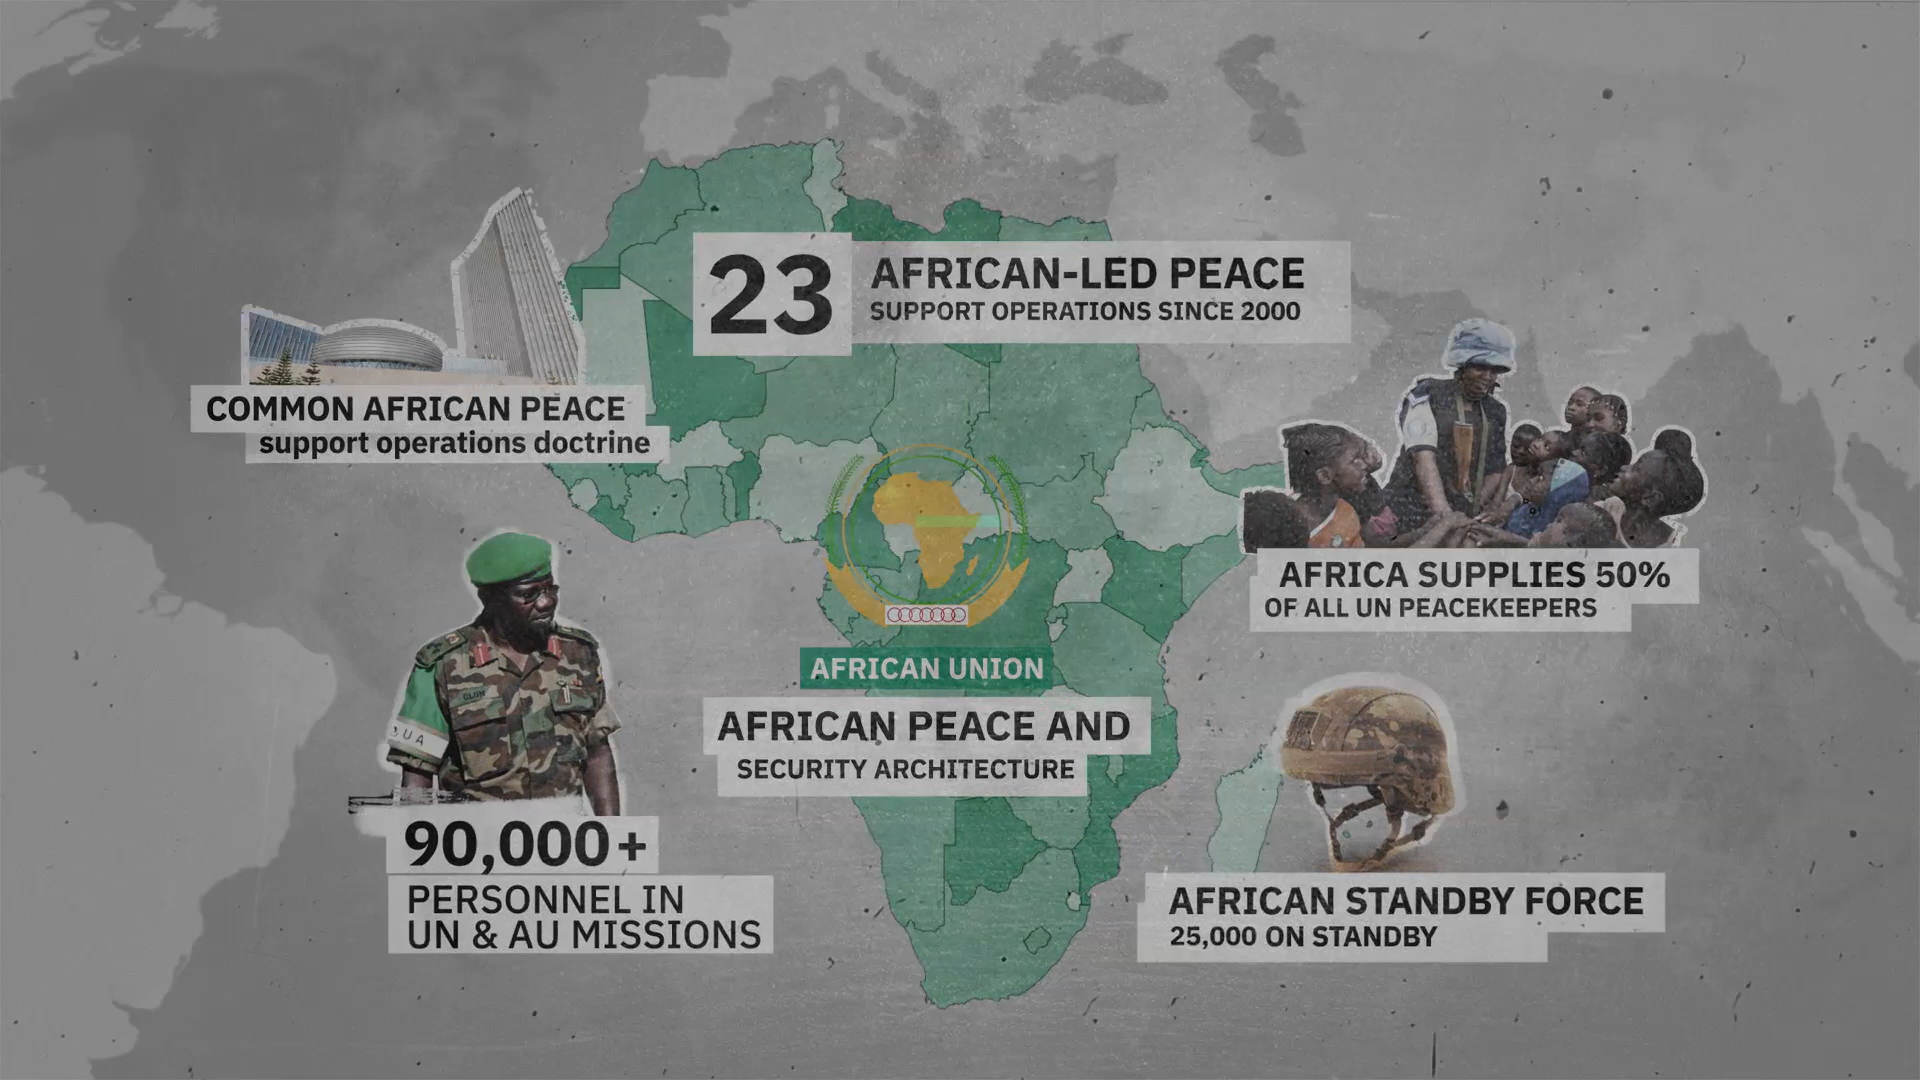 23
AFRICAN-LED PEACE
SUPPORT OPERATIONS SINCE 2000
COMMON AFRICAN PEACE
support operations doctrine
AFRICA SUPPLIES 50%
OF ALL UN PEACEKEEPERS
AFRICAN UNION
AFRICAN PEACE AND
SECURITY ARCHITECTURE
OLUM
UA
90,000+
PERSONNEL IN
UN & AU MISSIONS
AFRICAN STANDBY FORCE
25,000 ON STANDBY